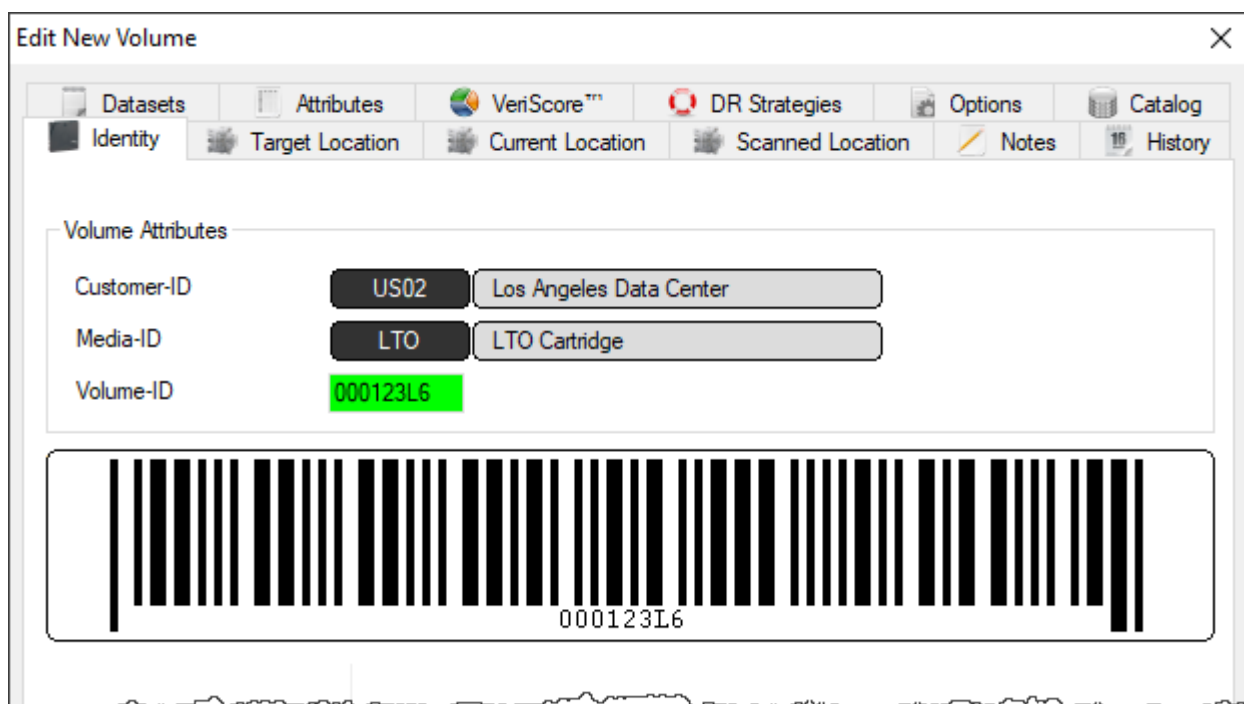 Edit New Volume
Datasets Attributes VeriScore™ DR Strategies Options Catalog
Identity Target Location Current Location Scanned Location Notes 16 History
Volume Attributes
Customer-ID US02 Los Angeles Data Center
Media-ID LTO LTO Cartridge
Volume-ID 000123L6
000123L6